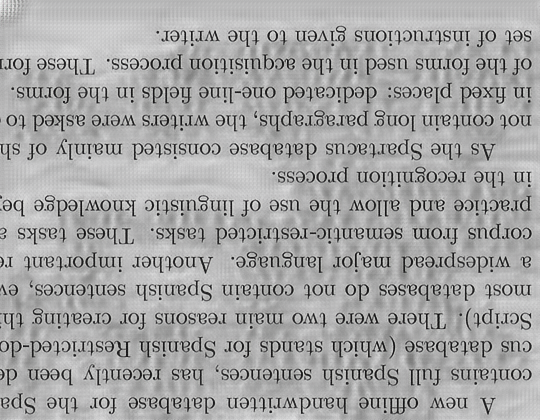 A new offline handwritten database for the Spa
contains full Spanish sentences, has recently been de
cus database (which stands for Spanish Restricted-do
Script). There were two main reasons for creating thi
most databases do not contain Spanish sentences, ev
a widespread major language. Another important re
corpus from semantic-restricted tasks. These tasks a
practice and allow the use of linguistic knowledge bey
in the recognition process.
As the Spartacus database consisted mainly of sh
not contain long paragraphs, the writers were asked to
in fixed places: dedicated one-line fields in the forms.
of the forms used in the acquisition process. These for
set of instructions given to the writer.